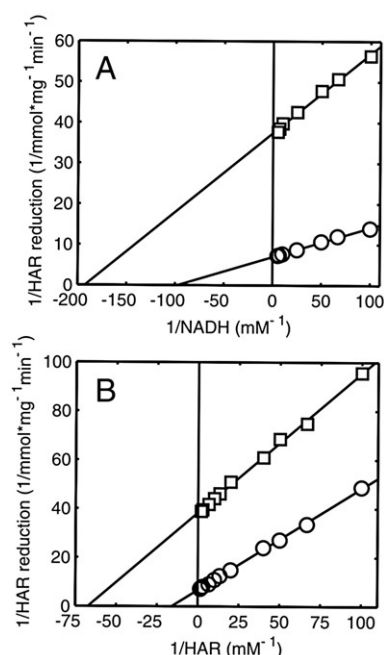 A
60
50
40
30
20
10
0
1/HAR reduction (1/mmol*mg⁻¹min⁻¹)
-200 -150 -100 -50 0 50 100
1/NADH (mM⁻¹)
B
100
80
60
40
20
0
1/HAR reduction (1/mmol*mg⁻¹min⁻¹)
-75 -50 -25 0 25 50 75 100
1/HAR (mM⁻¹)